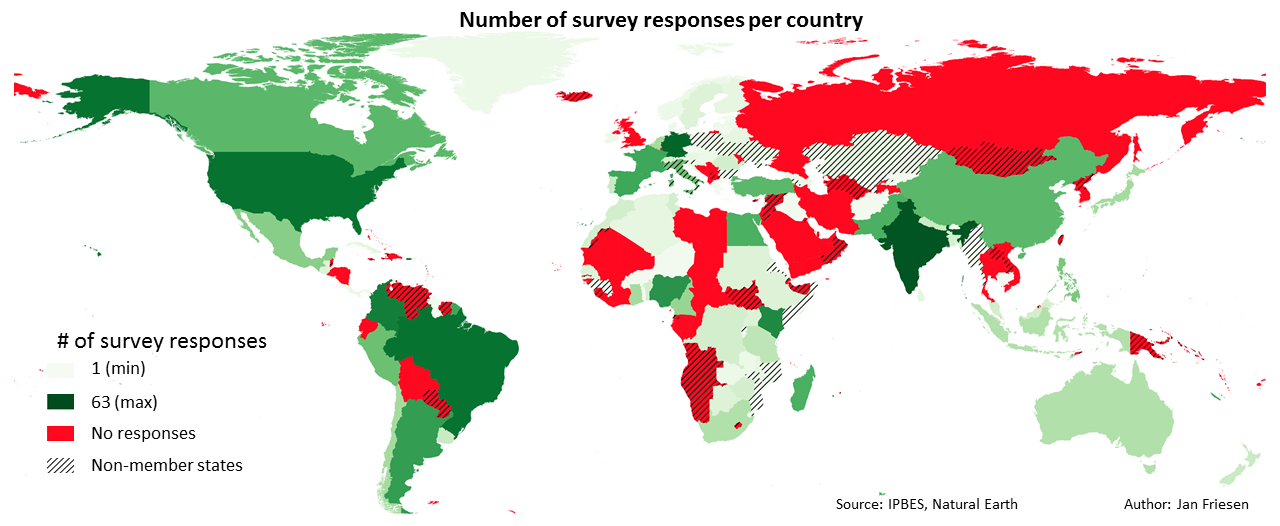 Number of survey responses per country
# of survey responses
1 (min)
63 (max)
No responses
Non-member states
Source: IPBES, Natural Earth
Author: Jan Friesen